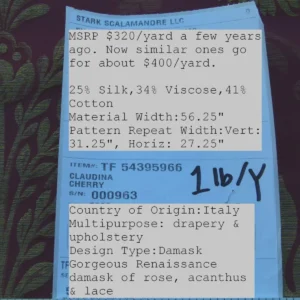 STARK SCALAMANDRE LLC
MSRP $320/yard a few years
ago. Now similar ones go
for about $400/yard.
25% Silk,34% Viscose,41%
Cotton
Material Width:56.25"
Pattern Repeat Width:Vert:
31.25", Horiz: 27.25"
ITEM#: TF 54395966
CLAUDINA
CHERRY
000963
1 lb/Y
Country of Origin:Italy
Multipurpose: drapery &
upholstery
Design Type:Damask
Gorgeous Renaissance
damask of rose, acanthus
& lace